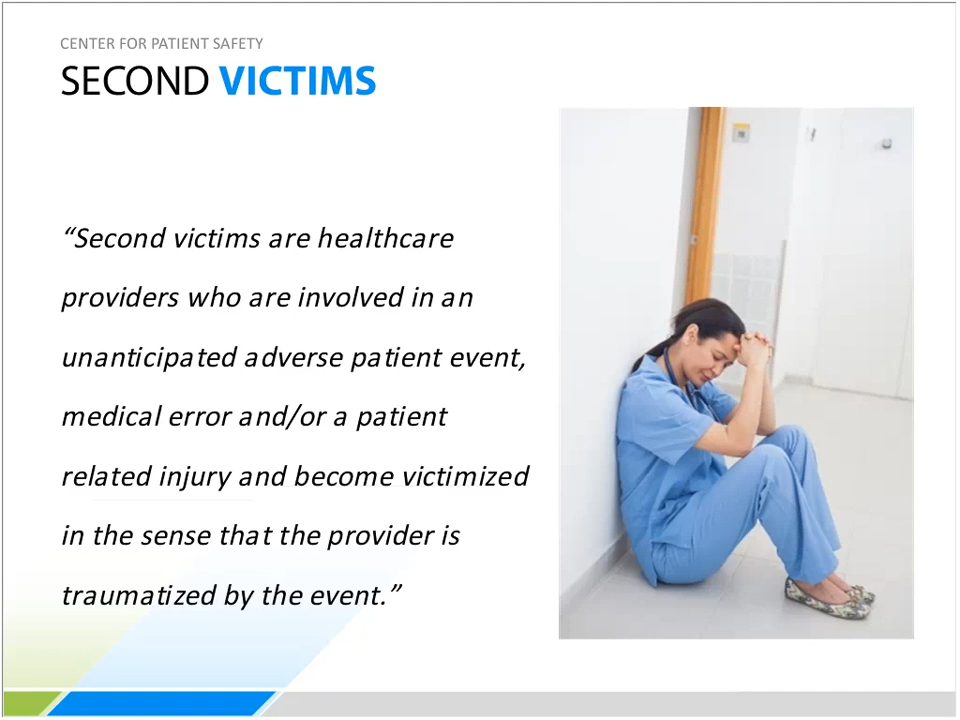 CENTER FOR PATIENT SAFETY
SECOND VICTIMS
“Second victims are healthcare
providers who are involved in an
unanticipated adverse patient event,
medical error and/or a patient
related injury and become victimized
in the sense that the provider is
traumatized by the event.”